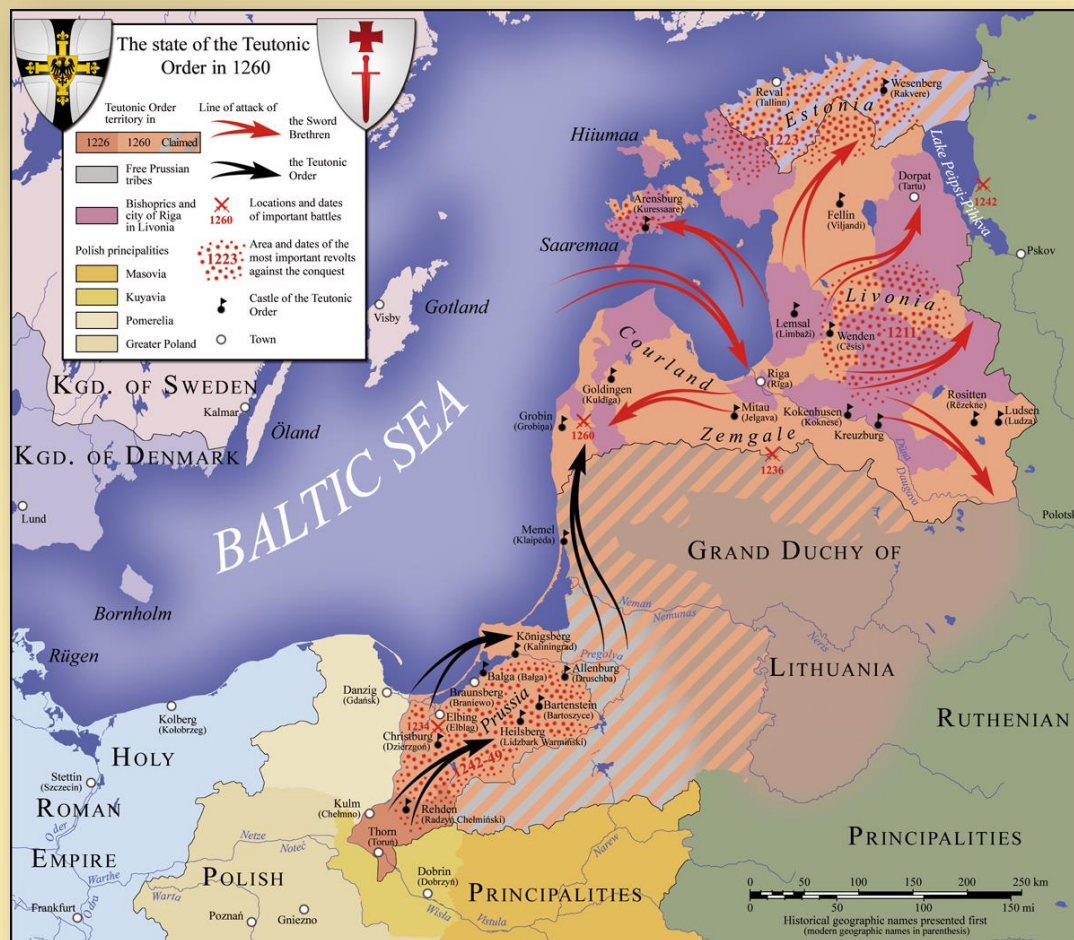 The state of the Teutonic
Order in 1260
Teutonic Order
territory in
1226 1260 Claimed
Free Prussian
tribes
Bishoprics and
city of Riga
in Livonia
Polish principalities
Masovia
Kuyavia
Pomerelia
Greater Poland
Line of attack of
the Sword
Brethren
the Teutonic
Order
1260
Locations and dates
of important battles
1223
Area and dates of the
most important revolts
against the conquest
Castle of the Teutonic
Order
Town
Reval
(Tallinn)
Wesenberg
(Rakvere)
Estonia
1223
Hiiumaa
Lake Peipsi-Pihkva
1242
Dorpat
(Tartu)
Arensburg
(Kuressaare)
Fellin
(Viljandi)
Pskov
Saaremaa
Gotland
Visby
Livonia
1211
Lemsal
(Limbaži)
Wenden
(Cēsis)
Courland
KGD. OF SWEDEN
Kalmar
Öland
Riga
(Rīga)
Goldingen
(Kuldīga)
Rositten
(Rēzekne)
Ludsen
(Ludza)
Grobin
(Grobiņa)
1260
Mitau
(Jelgava)
Kokenhusen
(Koknese)
Kreuzburg
Zemgale
1236
KGD. OF DENMARK
Düna
Daugava
Lund
BALTIC SEA
Polotsk
Memel
(Klaipėda)
GRAND DUCHY OF
LITHUANIA
Bornholm
Neman
Nemunas
Neris
Rügen
Königsberg
(Kaliningrad)
Pregolya
Balga (Bałga)
Allenburg
(Druschba)
Danzig
(Gdańsk)
Braunsberg
(Braniewo)
Prussia
Bartenstein
(Bartoszyce)
Kolberg
(Kołobrzeg)
Elbing
(Elbląg)
1234
Christburg
(Dzierzgoń)
Heilsberg
(Lidzbark Warmiński)
1242-49
RUTHENIAN
PRINCIPALITIES
HOLY
ROMAN
EMPIRE
Stettin
(Szczecin)
Oder
Odra
Kulm
(Chełmno)
Rehden
(Radzyń Chełmiński)
Thorn
(Toruń)
Netze
Noteć
Narew
Warthe
Warta
POLISH
PRINCIPALITIES
Dobrin
(Dobrzyń)
Wisla
Vistula
Frankfurt
Poznań
Gniezno
0 50 100 150 200 250 km
0 50 100 150 mi
Historical geographic names presented first
(modern geographic names in parenthesis)